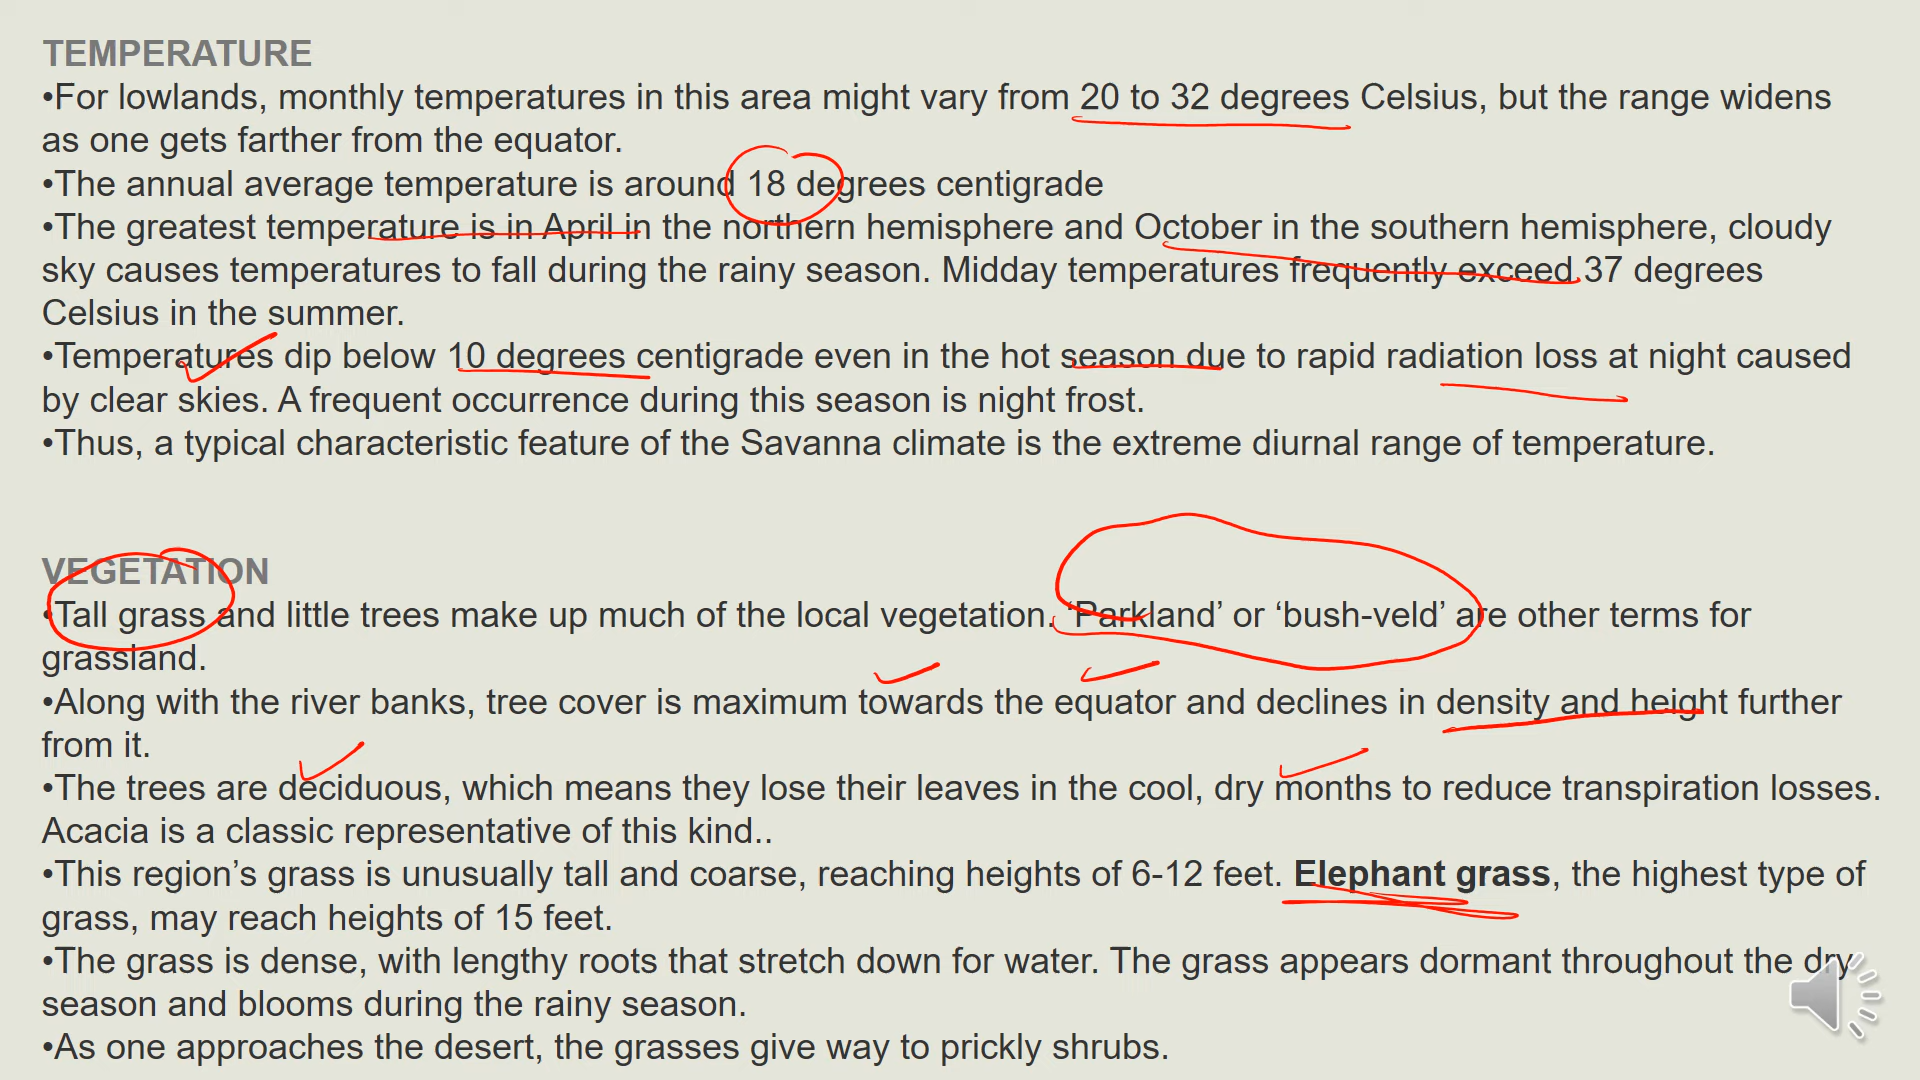 TEMPERATURE
•For lowlands, monthly temperatures in this area might vary from 20 to 32 degrees Celsius, but the range widens
as one gets farther from the equator.
•The annual average temperature is around 18 degrees centigrade
•The greatest temperature is in April in the northern hemisphere and October in the southern hemisphere, cloudy
sky causes temperatures to fall during the rainy season. Midday temperatures frequently exceed 37 degrees
Celsius in the summer.
•Temperatures dip below 10 degrees centigrade even in the hot season due to rapid radiation loss at night caused
by clear skies. A frequent occurrence during this season is night frost.
•Thus, a typical characteristic feature of the Savanna climate is the extreme diurnal range of temperature.
VEGETATION
•Tall grass and little trees make up much of the local vegetation. ‘Parkland’ or ‘bush-veld’ are other terms for
grassland.
•Along with the river banks, tree cover is maximum towards the equator and declines in density and height further
from it.
•The trees are deciduous, which means they lose their leaves in the cool, dry months to reduce transpiration losses.
Acacia is a classic representative of this kind..
•This region’s grass is unusually tall and coarse, reaching heights of 6-12 feet. Elephant grass, the highest type of
grass, may reach heights of 15 feet.
•The grass is dense, with lengthy roots that stretch down for water. The grass appears dormant throughout the dry
season and blooms during the rainy season.
•As one approaches the desert, the grasses give way to prickly shrubs.